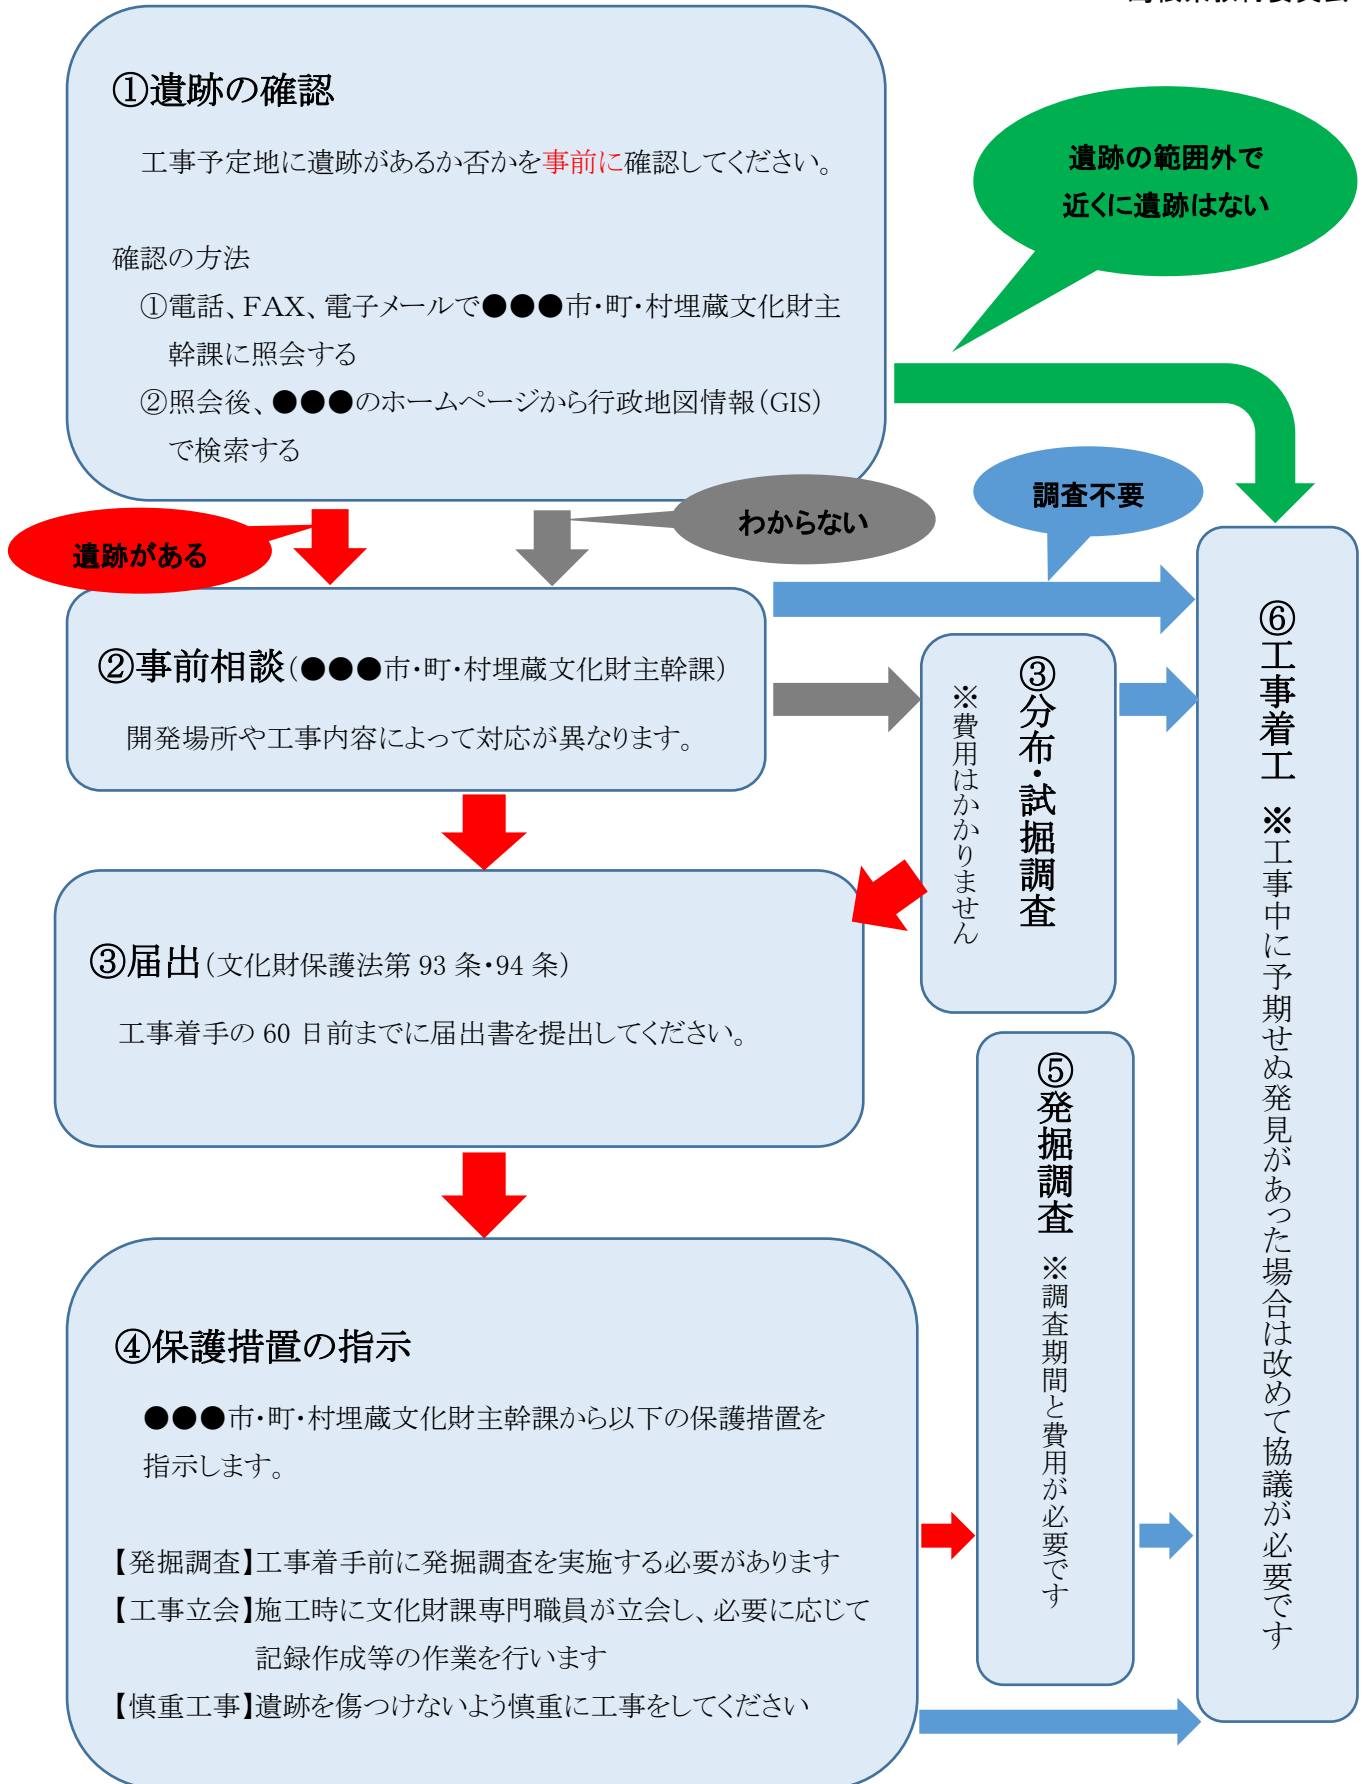 ①遺跡の確認
工事予定地に遺跡があるか否かを事前に確認してください。
確認の方法
①電話、FAX、電子メールで●●●市・町・村埋蔵文化財主
幹課に照会する
②照会後、●●●のホームページから行政地図情報(GIS)
で検索する
遺跡の範囲外で
近くに遺跡はない
調査不要
わからない
遺跡がある
②事前相談(●●●市・町・村埋蔵文化財主幹課)
開発場所や工事内容によって対応が異なります。
③分布・試掘調査
※費用はかかりません
③届出(文化財保護法第 93 条・94 条)
工事着手の 60 日前までに届出書を提出してください。
④保護措置の指示
●●●市・町・村埋蔵文化財主幹課から以下の保護措置を
指示します。
【発掘調査】工事着手前に発掘調査を実施する必要があります
【工事立会】施工時に文化財課専門職員が立会し、必要に応じて
記録作成等の作業を行います
【慎重工事】遺跡を傷つけないよう慎重に工事をしてください
⑤発掘調査 ※調査期間と費用が必要です
⑥工事着工 ※工事中に予期せぬ発見があった場合は改めて協議が必要です